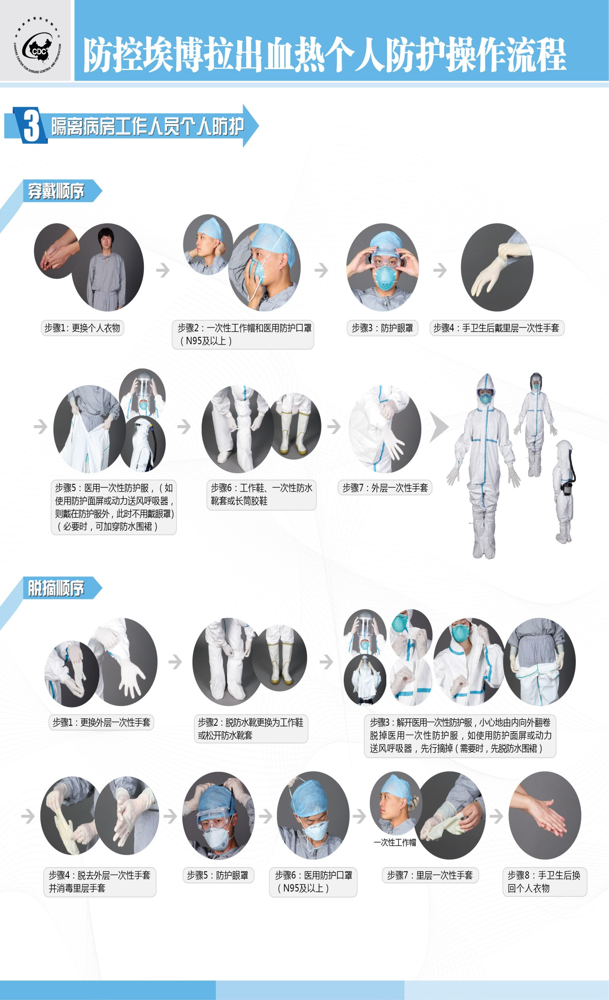 中国疾病预防控制中心
CHINESE CENTER FOR DISEASE CONTROL AND PREVENTION
CDC
防控埃博拉出血热个人防护操作流程
3 隔离病房工作人员个人防护
穿戴顺序
步骤1：更换个人衣物
步骤2：一次性工作帽和医用防护口罩
（N95及以上）
步骤3：防护眼罩
步骤4：手卫生后戴里层一次性手套
步骤5：医用一次性防护服，（如
使用防护面屏或动力送风呼吸器，
则戴在防护服外，此时不用戴眼罩)
（必要时，可加穿防水围裙）
步骤6：工作鞋、一次性防水
靴套或长筒胶鞋
步骤7：外层一次性手套
脱摘顺序
步骤1：更换外层一次性手套
步骤2：脱防水靴更换为工作鞋
或松开防水靴套
步骤3：解开医用一次性防护服，小心地由内向外翻卷
脱掉医用一次性防护服，如使用防护面屏或动力
送风呼吸器，先行摘掉（需要时，先脱防水围裙）
步骤4：脱去外层一次性手套
并消毒里层手套
步骤5：防护眼罩
步骤6：医用防护口罩
（N95及以上）
一次性工作帽
步骤7：里层一次性手套
步骤8：手卫生后换
回个人衣物